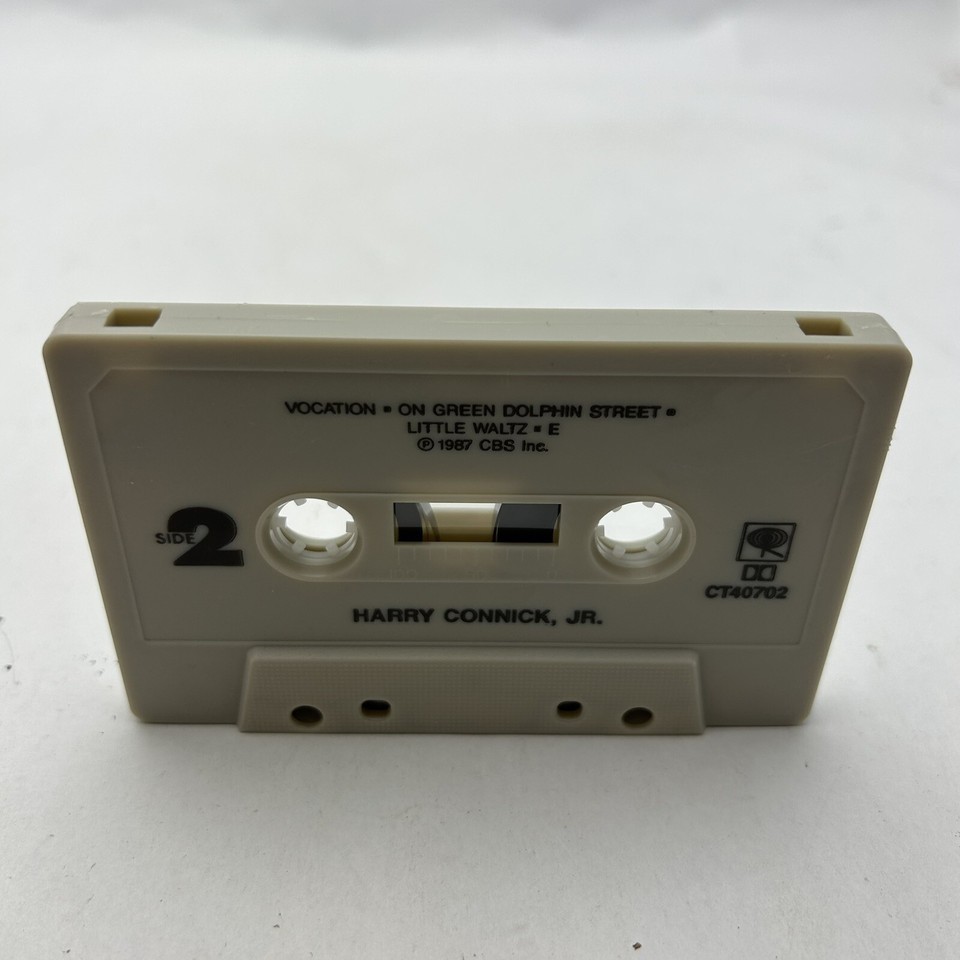 VOCATION ▪ ON GREEN DOLPHIN STREET ▪
LITTLE WALTZ ▪ E
℗ 1987 CBS Inc.
SIDE 2
CT40702
HARRY CONNICK, JR.